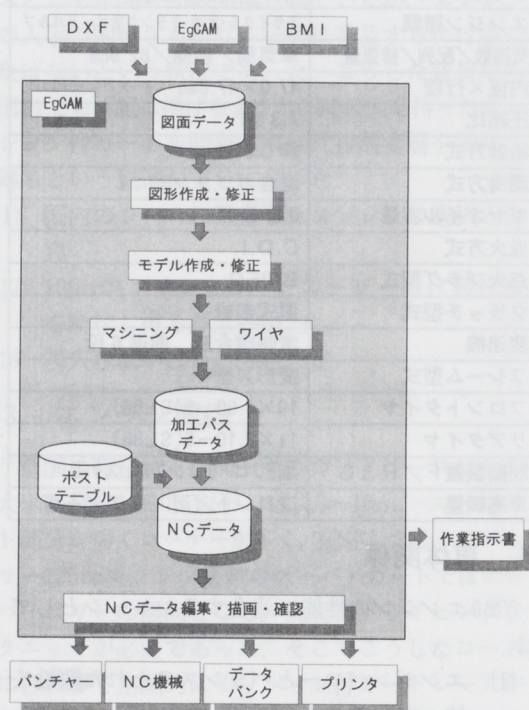 DXF
EgCAM
BMI
EgCAM
図面データ
図形作成・修正
モデル作成・修正
マシニング
ワイヤ
加工パス
データ
ポスト
テーブル
NCデータ
作業指示書
NCデータ編集・描画・確認
パンチャー
NC機械
データ
バンク
プリンタ